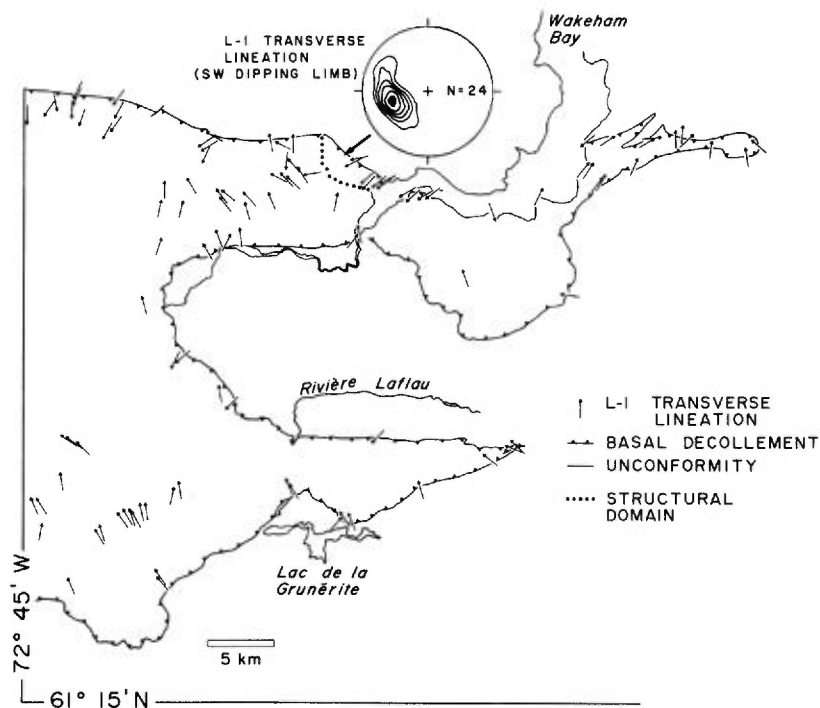 L-1 TRANSVERSE
LINEATION
(SW DIPPING LIMB)
N=24
Wakeham
Bay
Rivière Laflau
L-1 TRANSVERSE
LINEATION
BASAL DECOLLEMENT
UNCONFORMITY
STRUCTURAL
DOMAIN
Lac de la
Grunérite
5 km
72° 45' W
61° 15'N